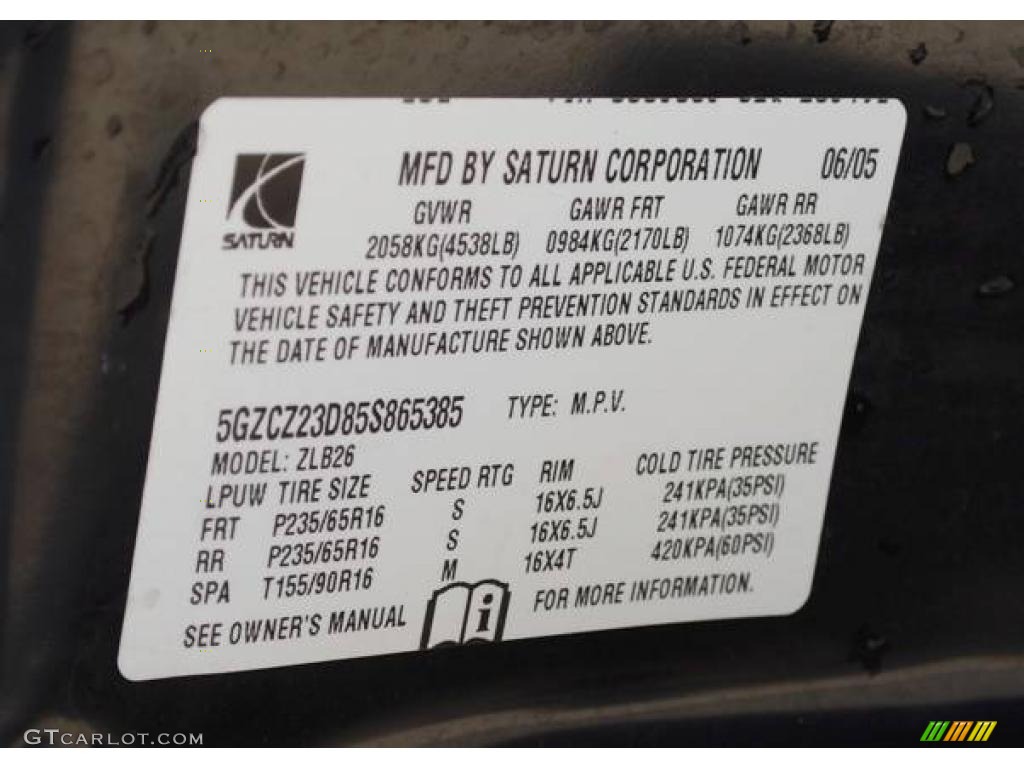 MFD BY SATURN CORPORATION 06/05
SATURN
GVWR GAWR FRT GAWR RR
2058KG(4538LB) 0984KG(2170LB) 1074KG(2368LB)
THIS VEHICLE CONFORMS TO ALL APPLICABLE U.S. FEDERAL MOTOR
VEHICLE SAFETY AND THEFT PREVENTION STANDARDS IN EFFECT ON
THE DATE OF MANUFACTURE SHOWN ABOVE.
5GZCZ23D85S865385 TYPE: M.P.V.
MODEL: ZLB26
LPUW TIRE SIZE SPEED RTG RIM COLD TIRE PRESSURE
FRT P235/65R16 S 16X6.5J 241KPA(35PSI)
RR P235/65R16 S 16X6.5J 241KPA(35PSI)
SPA T155/90R16 M 16X4T 420KPA(60PSI)
SEE OWNER'S MANUAL i FOR MORE INFORMATION.
GTCARLOT.COM